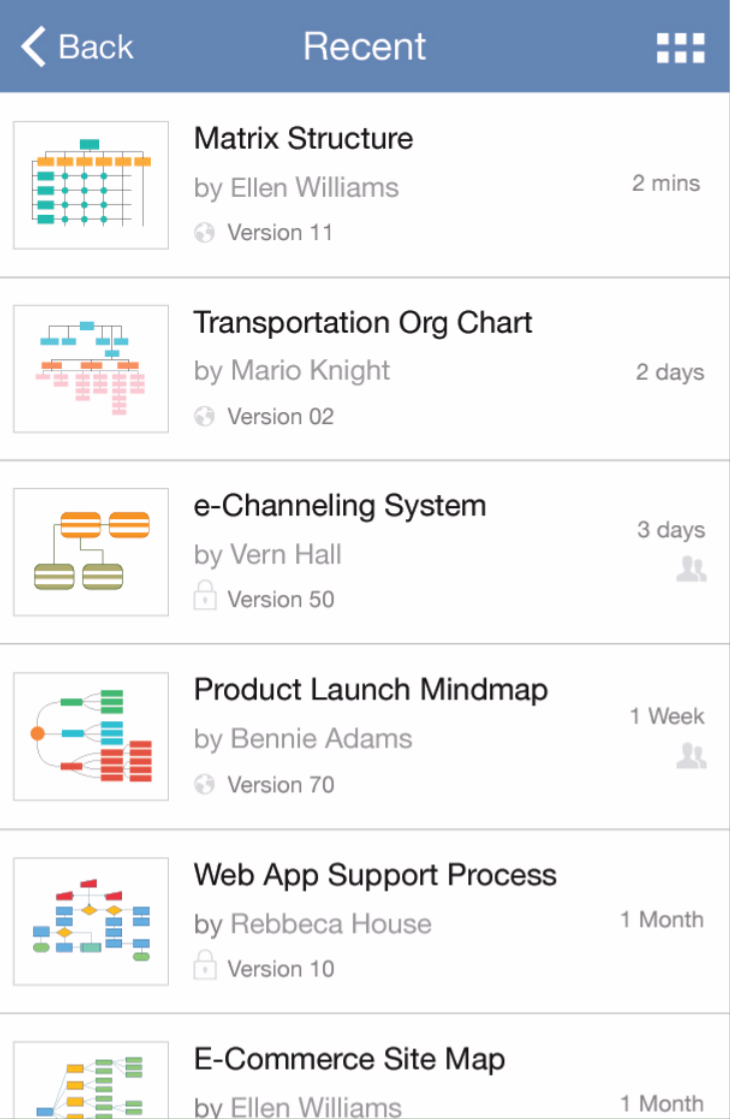 Back Recent
Matrix Structure
by Ellen Williams
2 mins
Version 11
Transportation Org Chart
by Mario Knight
2 days
Version 02
e-Channeling System
3 days
by Vern Hall
Version 50
Product Launch Mindmap
1 Week
by Bennie Adams
Version 70
Web App Support Process
by Rebbeca House
1 Month
Version 10
E-Commerce Site Map
by Ellen Williams
1 Month